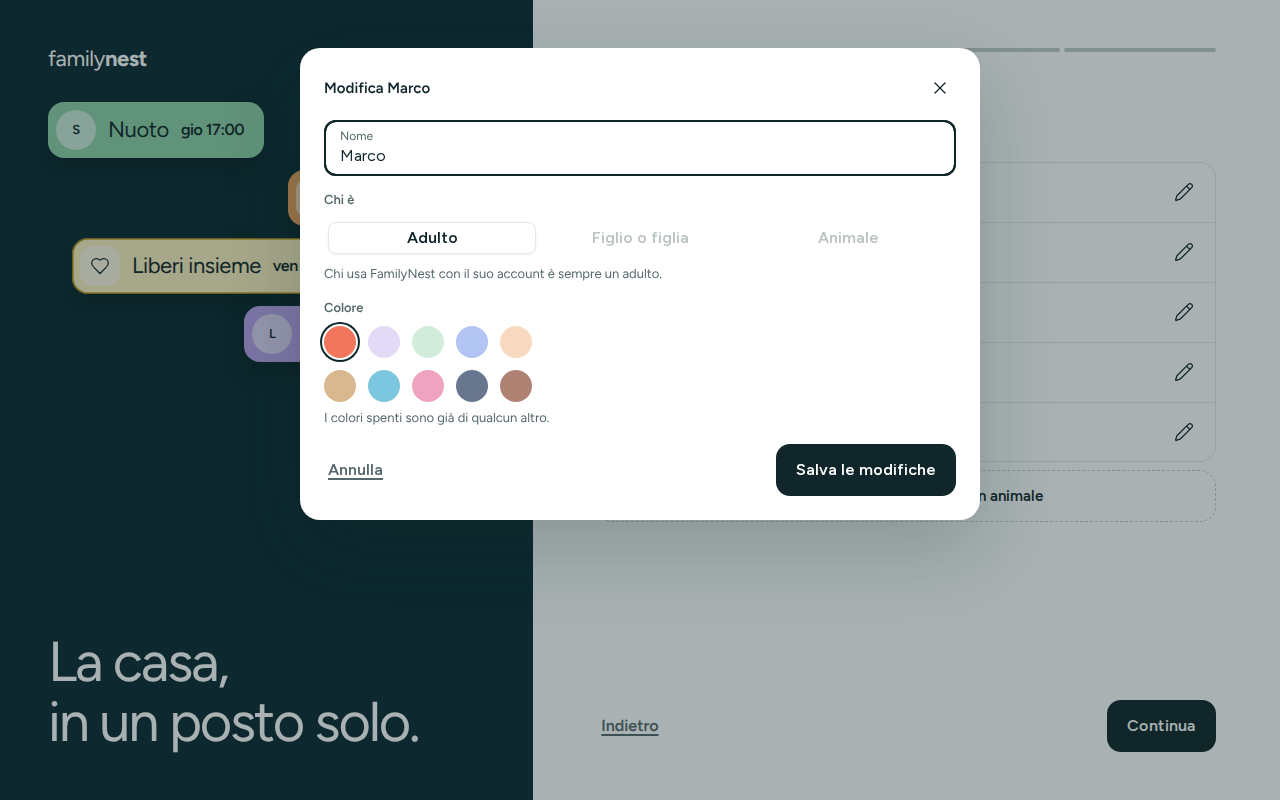 familynest
S Nuoto gio 17:00
Liberi insieme ven
L
Modifica Marco
Nome
Marco
Chi è
Adulto Figlio o figlia Animale
Chi usa FamilyNest con il suo account è sempre un adulto.
Colore
I colori spenti sono già di qualcun altro.
Annulla Salva le modifiche
n animale
La casa,
in un posto solo.
Indietro Continua